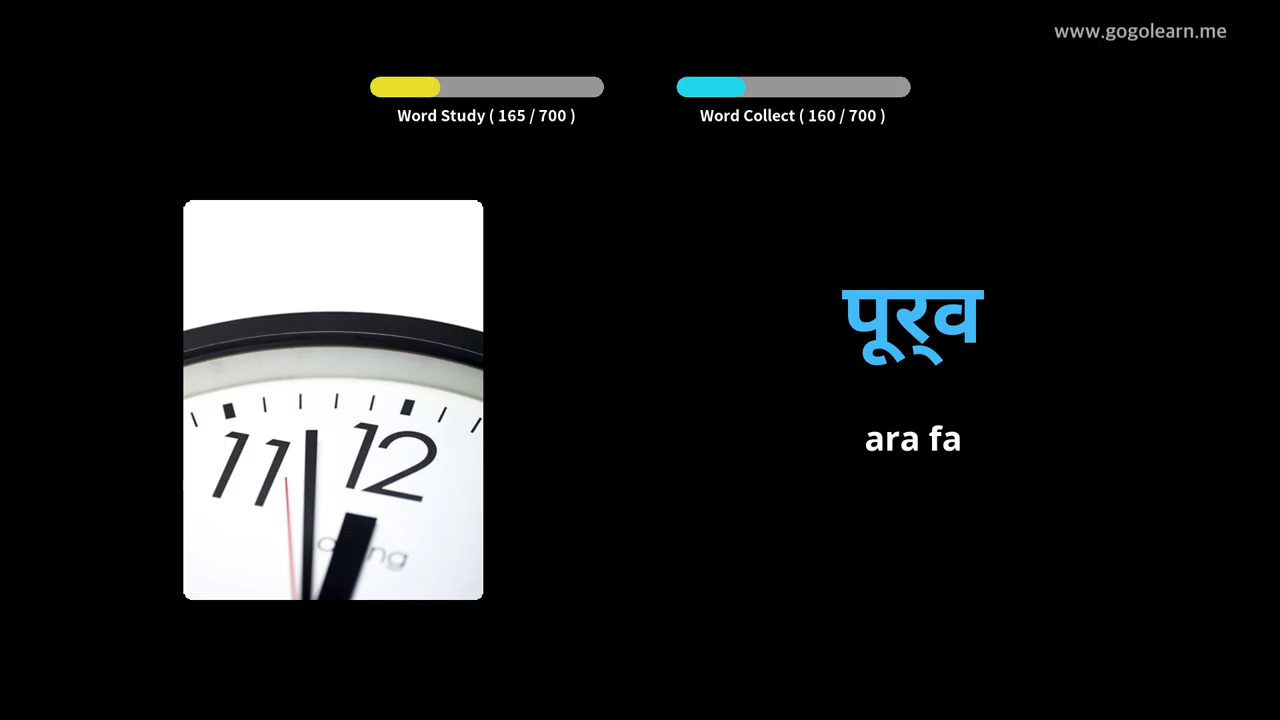 www.gogolearn.me
Word Study ( 165 / 700 )
Word Collect ( 160 / 700 )
11 12
पूर्‌व
ara fa